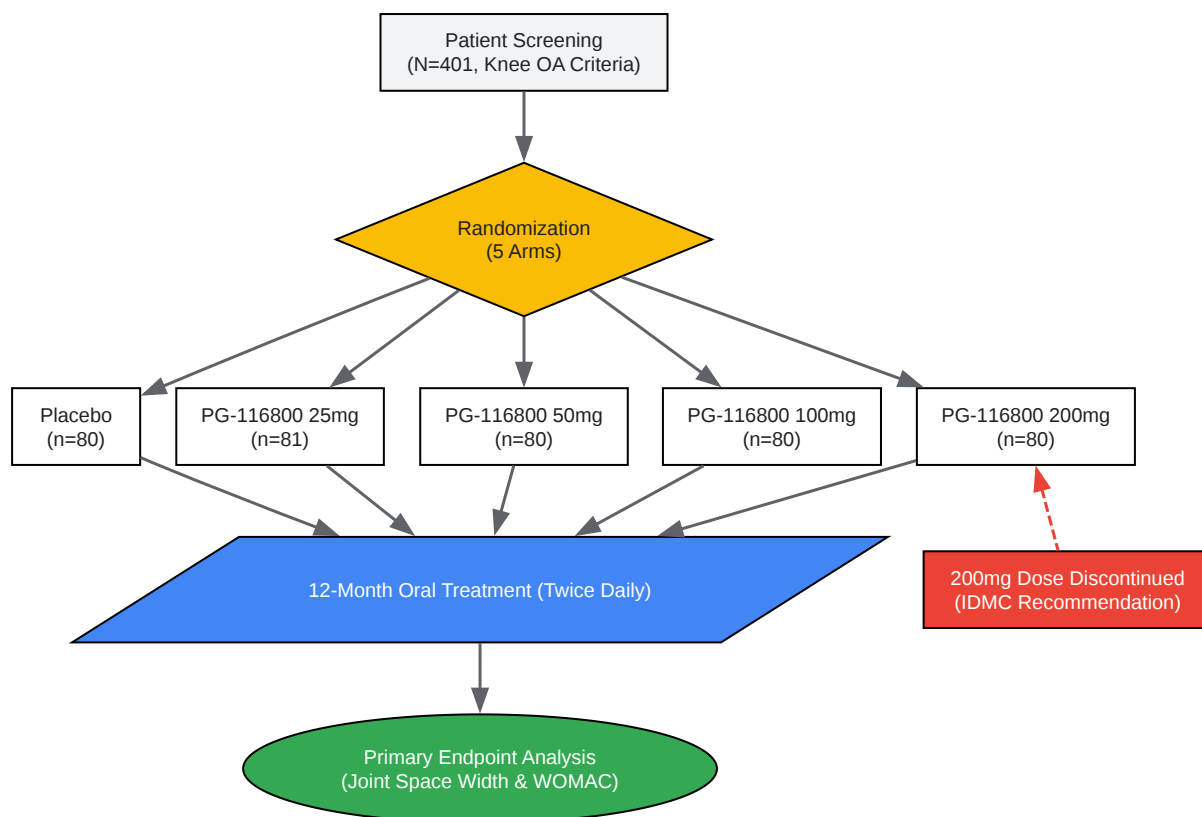 Patient Screening
(N=401, Knee OA Criteria)
Randomization
(5 Arms)
Placebo
(n=80)
PG-116800 25mg
(n=81)
PG-116800 50mg
(n=80)
PG-116800 100mg
(n=80)
PG-116800 200mg
(n=80)
12-Month Oral Treatment (Twice Daily)
200mg Dose Discontinued
(IDMC Recommendation)
Primary Endpoint Analysis
(Joint Space Width & WOMAC)